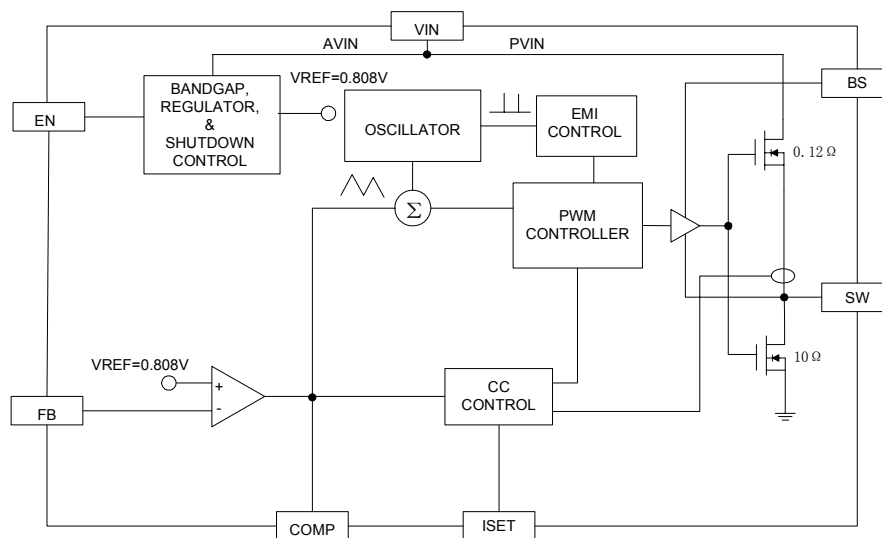 VIN
AVIN
PVIN
BS
EN
BANDGAP,
REGULATOR,
&
SHUTDOWN
CONTROL
VREF=0.808V
OSCILLATOR
EMI
CONTROL
0.12Ω
Σ
PWM
CONTROLLER
SW
VREF=0.808V
+
-
FB
CC
CONTROL
10Ω
COMP
ISET